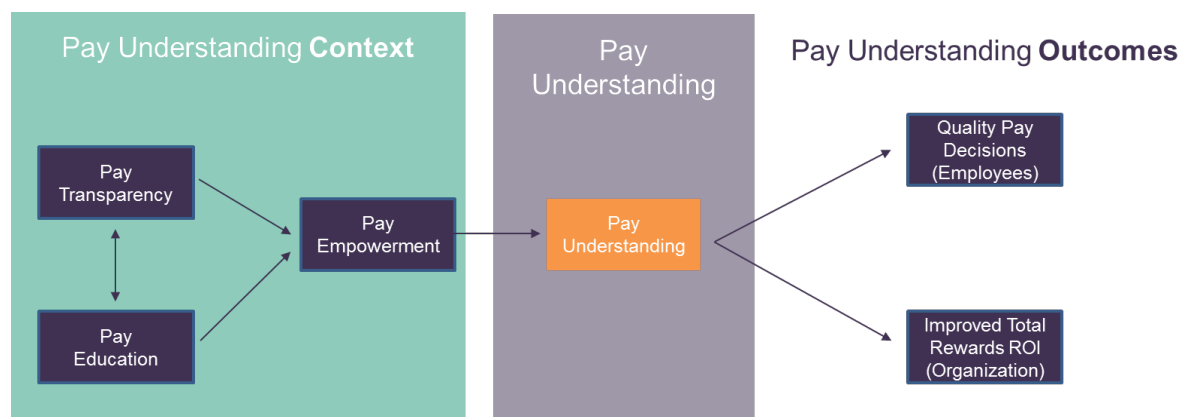 Pay Understanding Context
Pay
Understanding
Pay Understanding Outcomes
Pay
Transparency
Pay
Education
Pay
Empowerment
Pay
Understanding
Quality Pay
Decisions
(Employees)
Improved Total
Rewards ROI
(Organization)